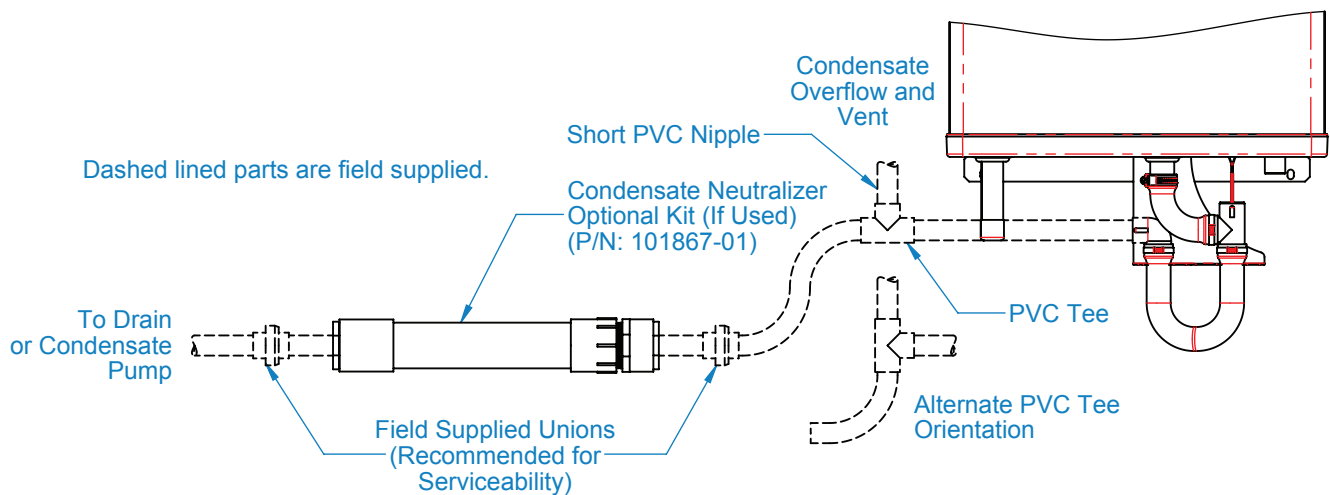 Condensate
Overflow and
Vent
Short PVC Nipple
Dashed lined parts are field supplied.
Condensate Neutralizer
Optional Kit (If Used)
(P/N: 101867-01)
To Drain
or Condensate
Pump
PVC Tee
Alternate PVC Tee
Orientation
Field Supplied Unions
(Recommended for
Serviceability)